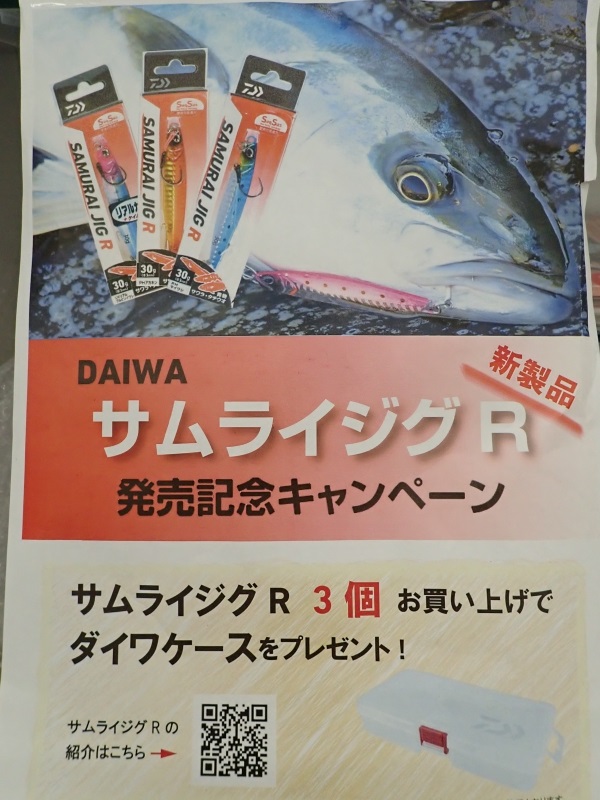 SAMURAI JIG R
リアル
30g
SAMURAI JIG R
30g
SAMURAI JIG R
30g
DAIWA
新製品
サムライジグ R
発売記念キャンペーン
サムライジグ R 3個 お買い上げで
ダイワケースをプレゼント!
サムライジグ R の
紹介はこちら →